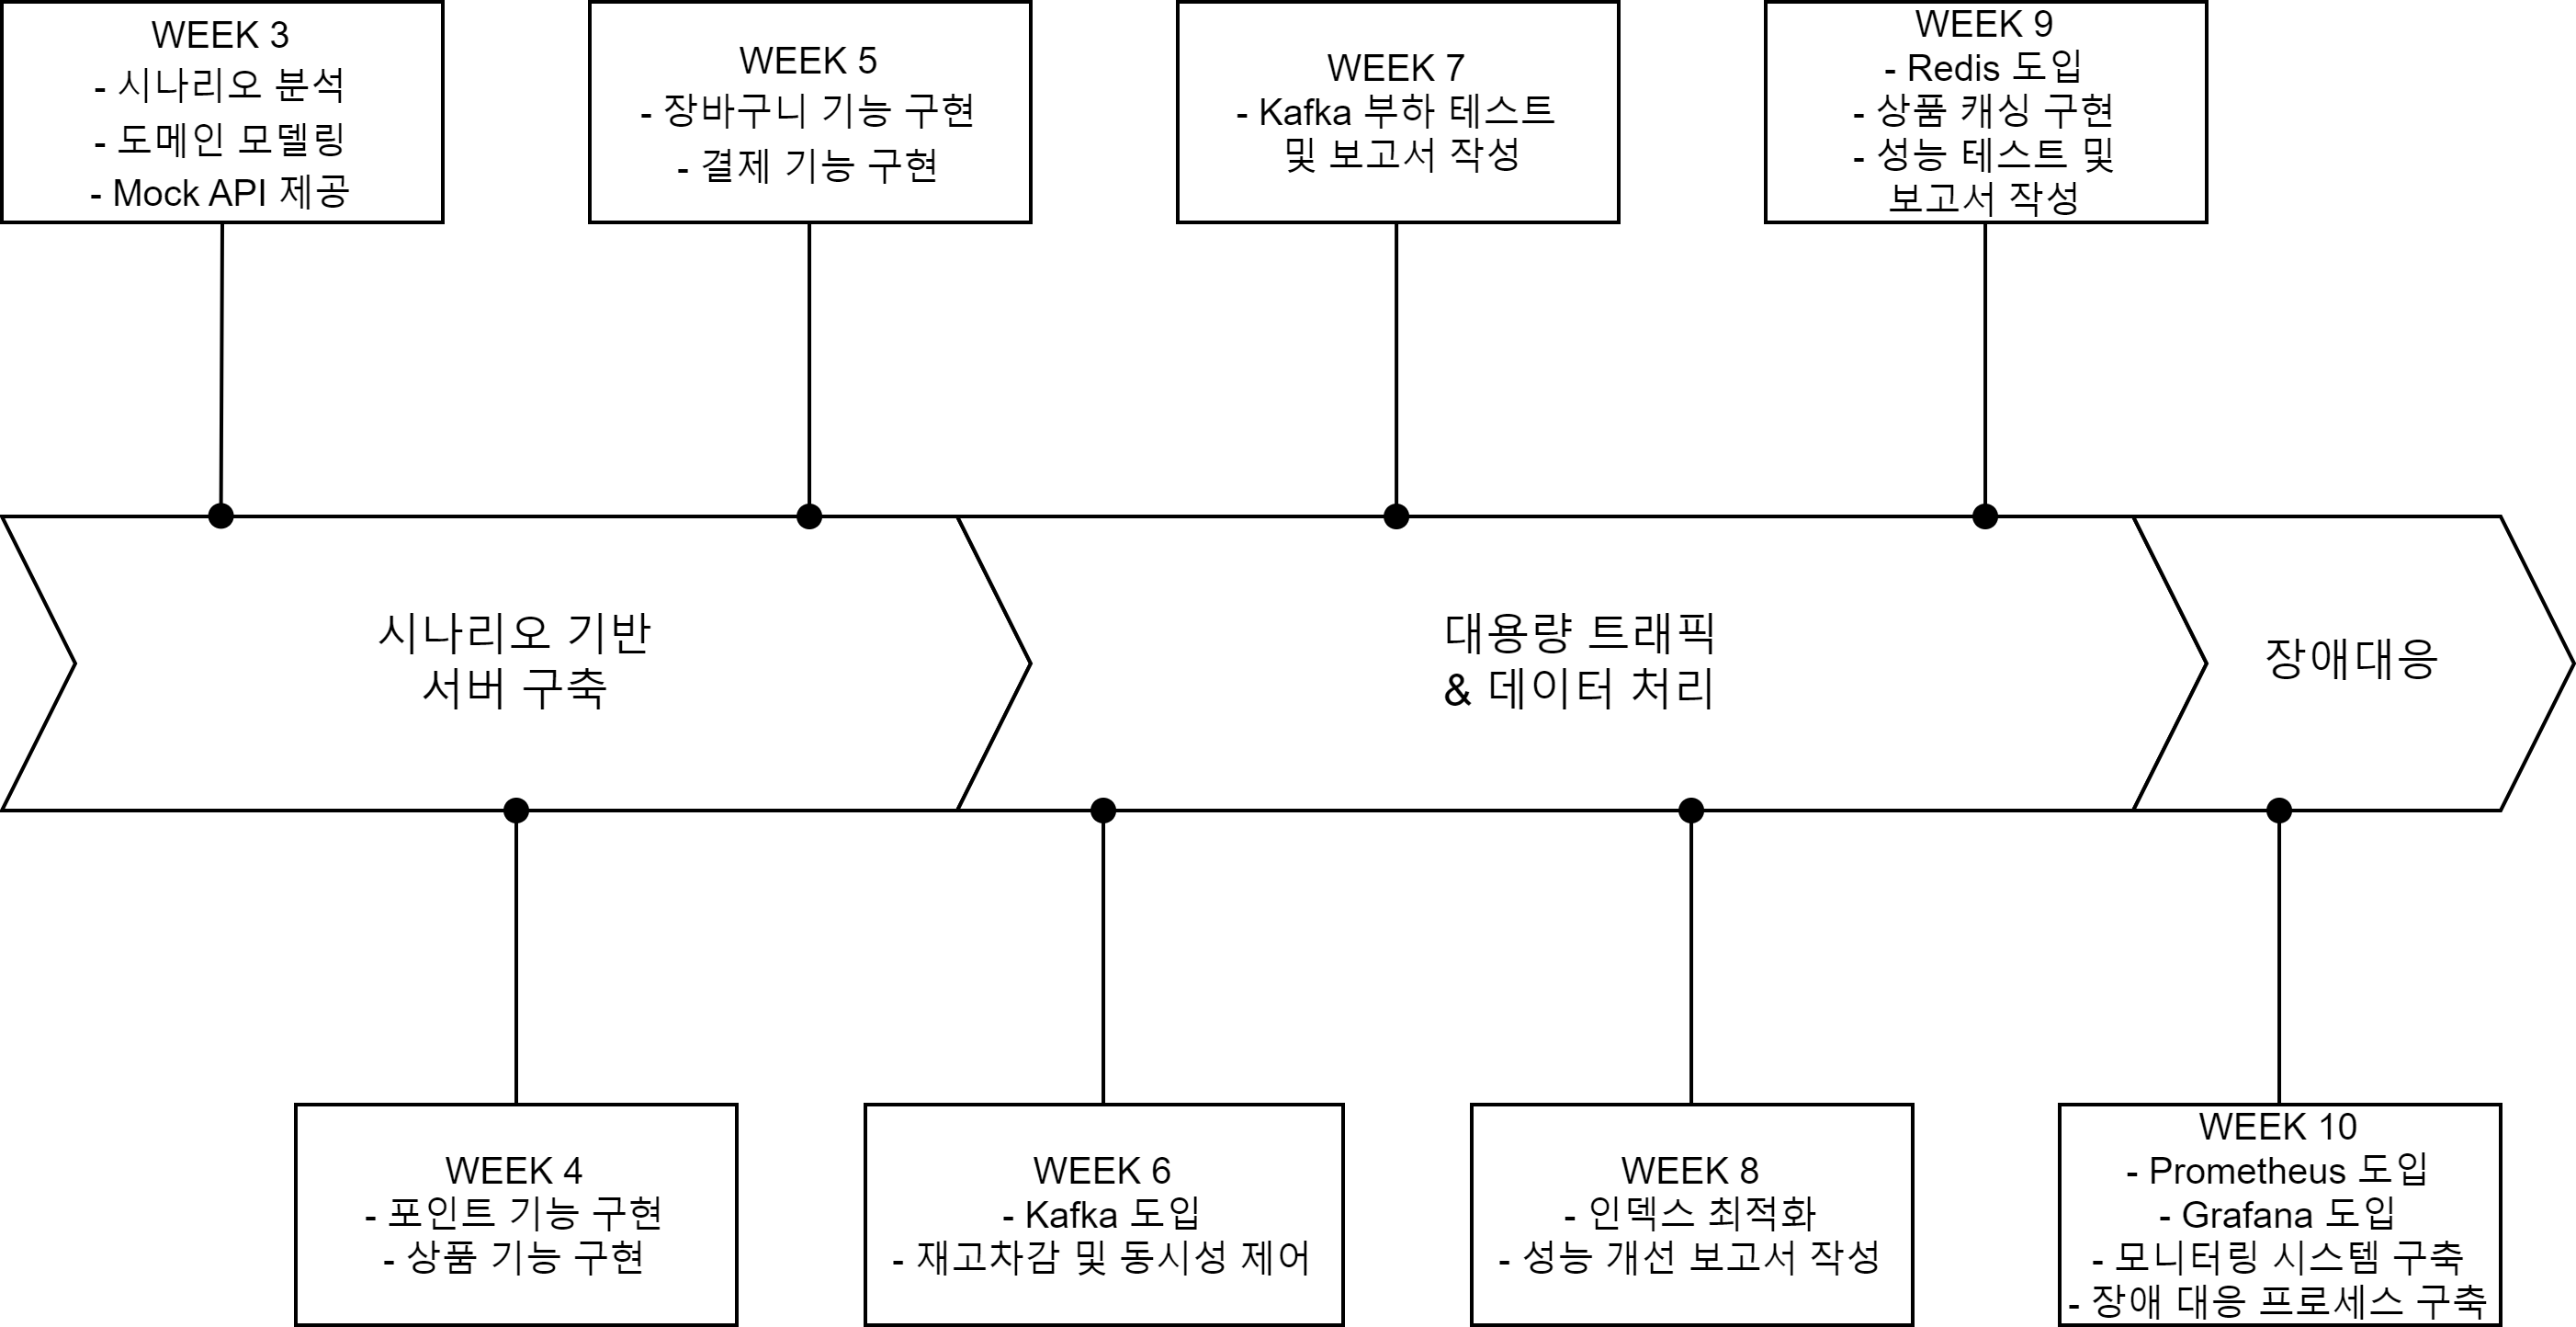 WEEK 3
- 시나리오 분석
- 도메인 모델링
- Mock API 제공
WEEK 5
- 장바구니 기능 구현
- 결제 기능 구현
WEEK 7
- Kafka 부하 테스트
및 보고서 작성
WEEK 9
- Redis 도입
- 상품 캐싱 구현
- 성능 테스트 및
보고서 작성
시나리오 기반
서버 구축
대용량 트래픽
& 데이터 처리
장애대응
WEEK 4
- 포인트 기능 구현
- 상품 기능 구현
WEEK 6
- Kafka 도입
- 재고차감 및 동시성 제어
WEEK 8
- 인덱스 최적화
- 성능 개선 보고서 작성
WEEK 10
- Prometheus 도입
- Grafana 도입
- 모니터링 시스템 구축
- 장애 대응 프로세스 구축